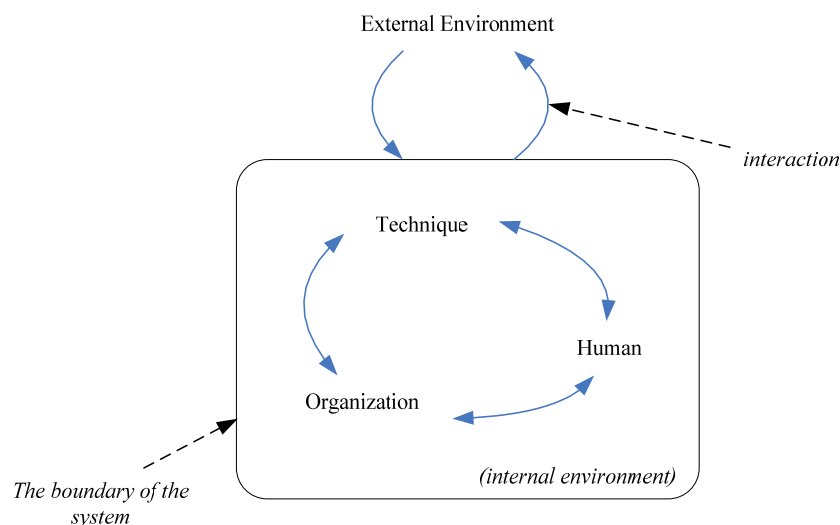 External Environment
interaction
Technique
Human
Organization
(internal environment)
The boundary of the
system